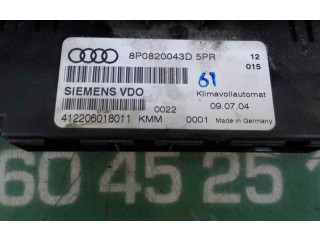 8P0820043D 5PR 12
015
61
SIEMENS VDO Klimavollautomat
0022 09.07.04
412206018011 KMM 0001 Made in Germany
60 45 25 1